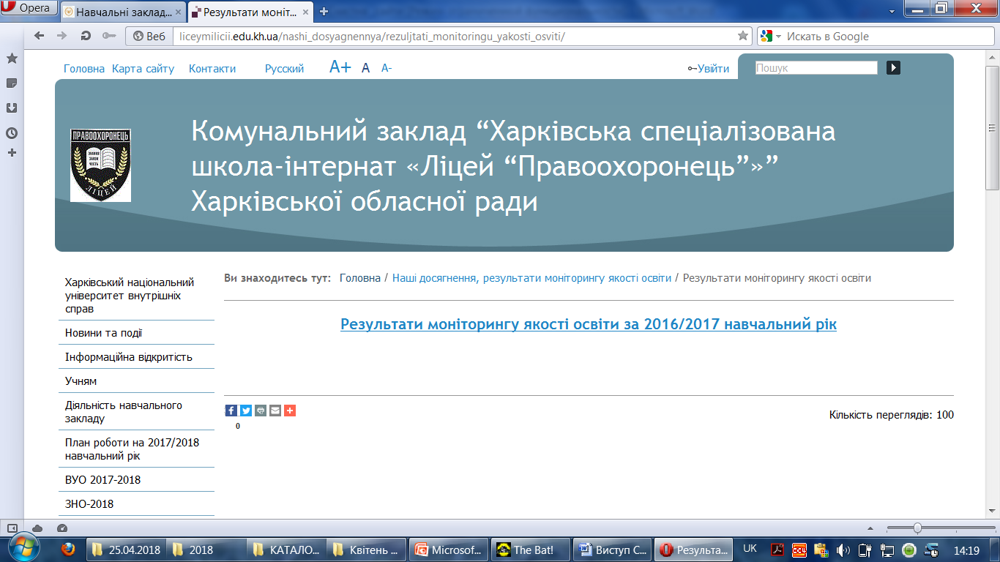 Opera
Навчальні заклад...
Результати моніт...
Веб
liceymilicii.edu.kh.ua/nashi_dosyagnennya/rezuljtati_monitoringu_yakosti_osviti/
Искать в Google
Головна Карта сайту Контакти Русский A+ A A-
Увійти
Пошук
ПРАВООХОРОНЕЦЬ
ЗНАННЯ
ЗАКОН
ЧЕСТЬ
ЛІЦЕЙ
Комунальний заклад “Харківська спеціалізована
школа-інтернат «Ліцей “Правоохоронець”»”
Харківської обласної ради
Ви знаходитесь тут: Головна / Наші досягнення, результати моніторингу якості освіти / Результати моніторингу якості освіти
Результати моніторингу якості освіти за 2016/2017 навчальний рік
0
Кількість переглядів: 100
Харківський національний
університет внутрішніх
справ
Новини та події
Інформаційна відкритість
Учням
Діяльність навчального
закладу
План роботи на 2017/2018
навчальний рік
ВУО 2017-2018
ЗНО-2018
25.04.2018
2018
КАТАЛО...
Квітень ...
Microsof...
The Bat!
Виступ С...
Результа...
UK
14:19